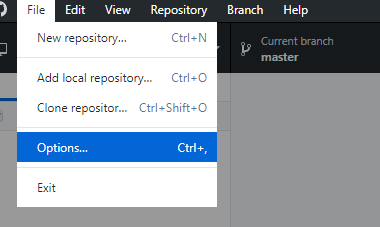 File Edit View Repository Branch Help
New repository... Ctrl+N
Current branch
master
Add local repository... Ctrl+O
Clone repositor... Ctrl+Shift+O
Options... Ctrl+,
Exit